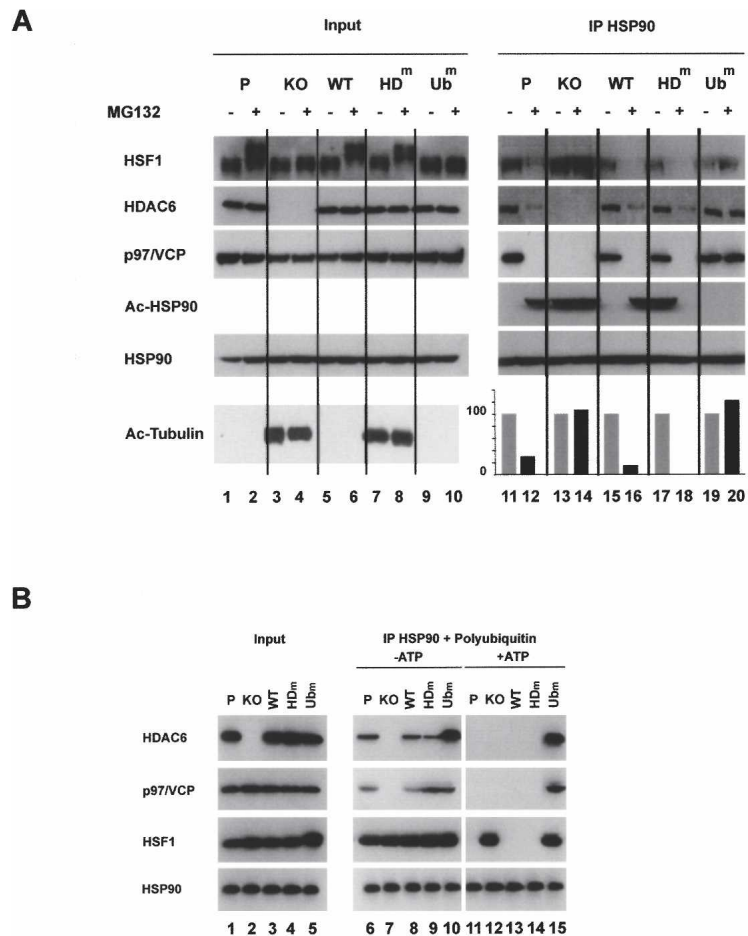 A
Input
IP HSP90
P KO WT HDm Ubm P KO WT HDm Ubm
MG132 - + - + - + - + - + - + - + - + - + - +
HSF1
HDAC6
p97/VCP
Ac-HSP90
HSP90
Ac-Tubulin
100
0
1 2 3 4 5 6 7 8 9 10 11 12 13 14 15 16 17 18 19 20
B
Input
IP HSP90 + Polyubiquitin
-ATP +ATP
P KO WT HDm Ubm P KO WT HDm Ubm P KO WT HDm Ubm
HDAC6
p97/VCP
HSF1
HSP90
1 2 3 4 5 6 7 8 9 10 11 12 13 14 15